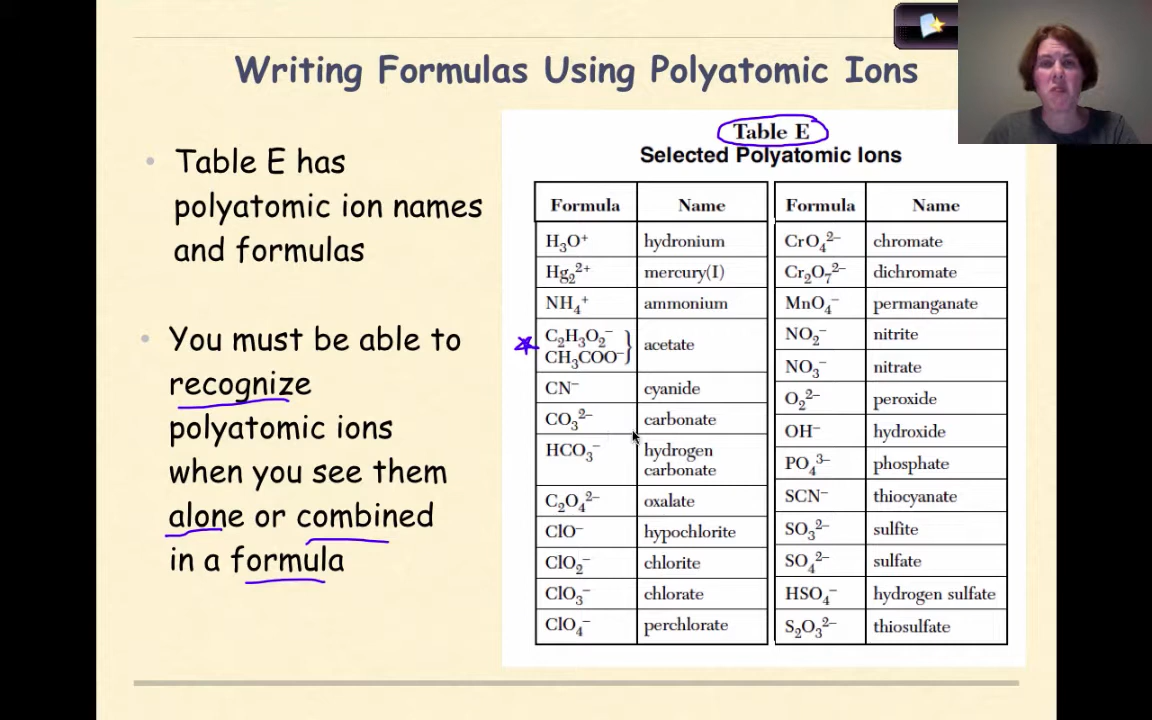 Writing Formulas Using Polyatomic Ions
• Table E has
polyatomic ion names
and formulas
• You must be able to
recognize
polyatomic ions
when you see them
alone or combined
in a formula
Table E
Selected Polyatomic Ions
Formula Name Formula Name
H₃O⁺ hydronium CrO₄²⁻ chromate
Hg₂²⁺ mercury(I) Cr₂O₇²⁻ dichromate
NH₄⁺ ammonium MnO₄⁻ permanganate
C₂H₃O₂⁻ NO₂⁻ nitrite
CH₃COO⁻ } acetate NO₃⁻ nitrate
CN⁻ cyanide O₂²⁻ peroxide
CO₃²⁻ carbonate OH⁻ hydroxide
HCO₃⁻ hydrogen PO₄³⁻ phosphate
carbonate
C₂O₄²⁻ oxalate SCN⁻ thiocyanate
ClO⁻ hypochlorite SO₃²⁻ sulfite
ClO₂⁻ chlorite SO₄²⁻ sulfate
ClO₃⁻ chlorate HSO₄⁻ hydrogen sulfate
ClO₄⁻ perchlorate S₂O₃²⁻ thiosulfate